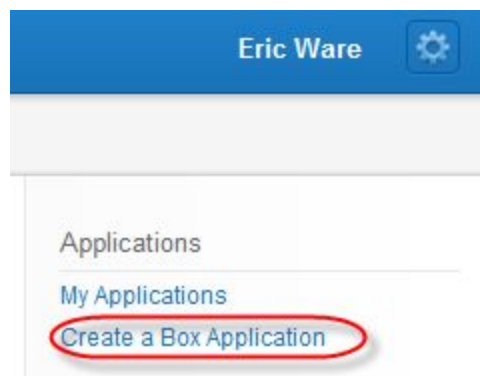 Eric Ware
Applications
My Applications
Create a Box Application